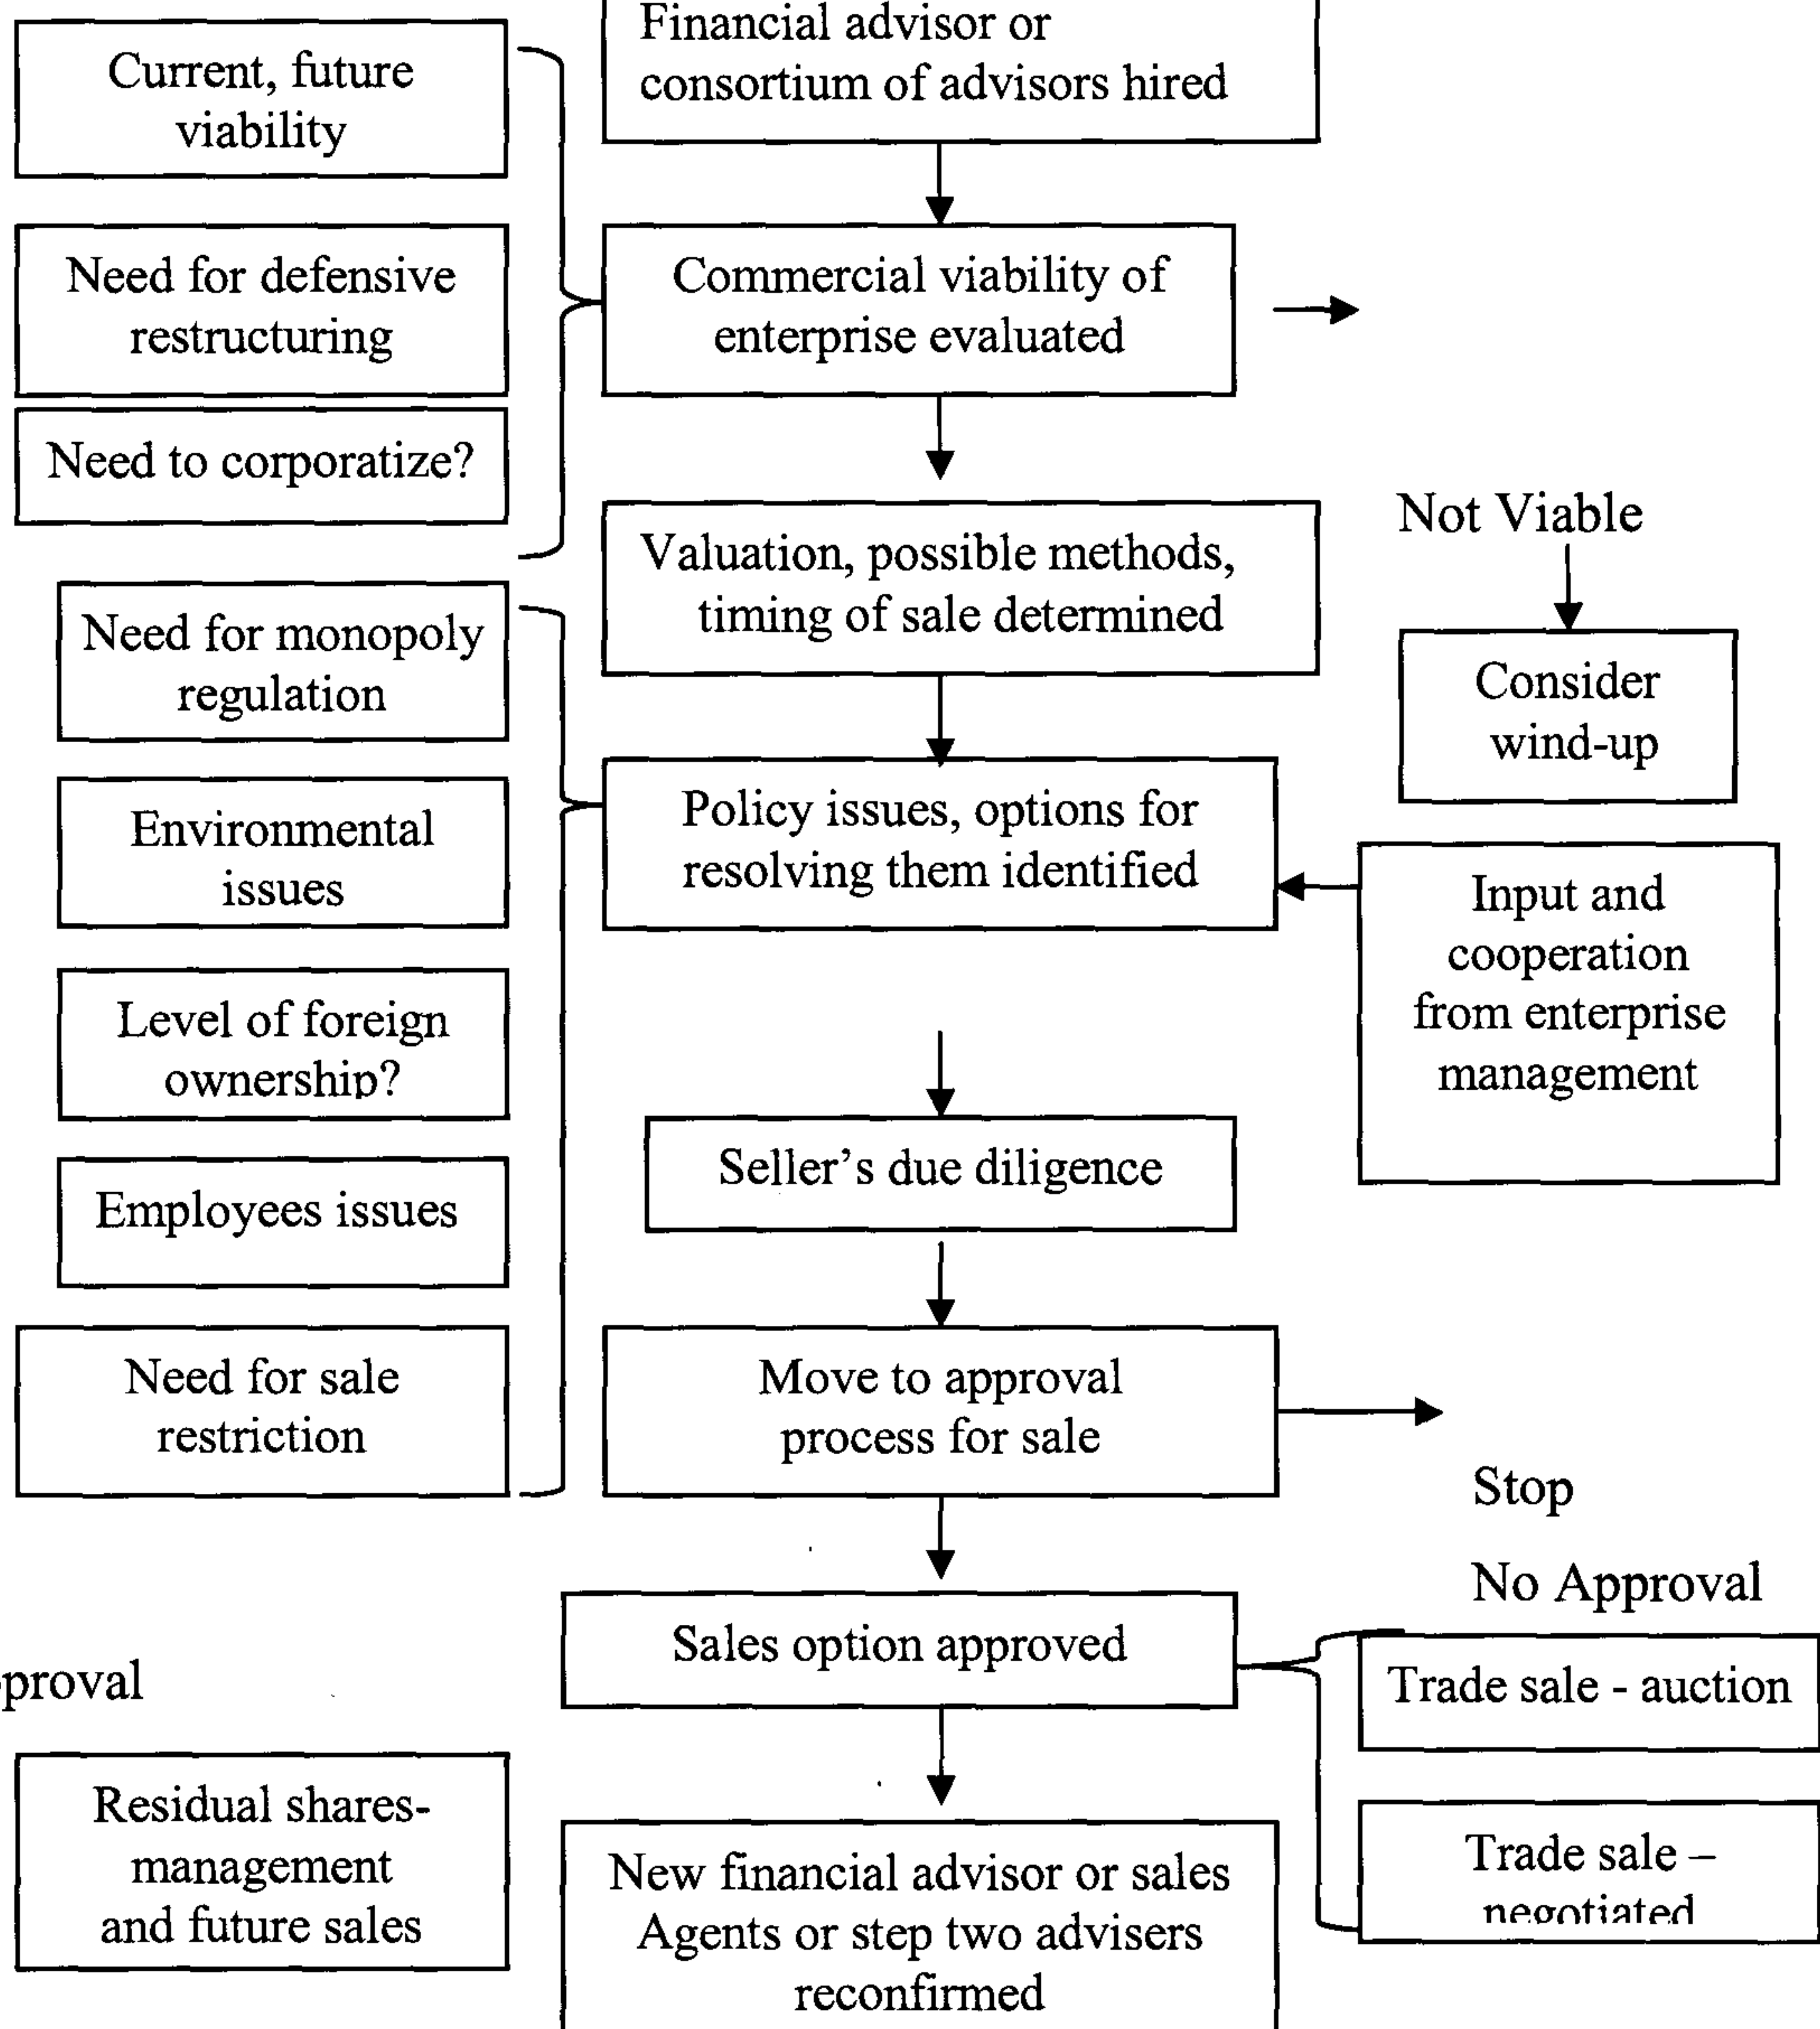 Financial advisor or
consortium of advisors hired
Current, future
viability
Need for defensive
restructuring
Commercial viability of
enterprise evaluated
Need to corporatize?
Not Viable
Valuation, possible methods,
timing of sale determined
Need for monopoly
regulation
Consider
wind-up
Environmental
issues
Policy issues, options for
resolving them identified
Input and
cooperation
from enterprise
management
Level of foreign
ownership?
Seller's due diligence
Employees issues
Need for sale
restriction
Move to approval
process for sale
Stop
No Approval
Sales option approved
proval
Trade sale - auction
Residual shares-
management
and future sales
Trade sale –
negotiated
New financial advisor or sales
Agents or step two advisers
reconfirmed